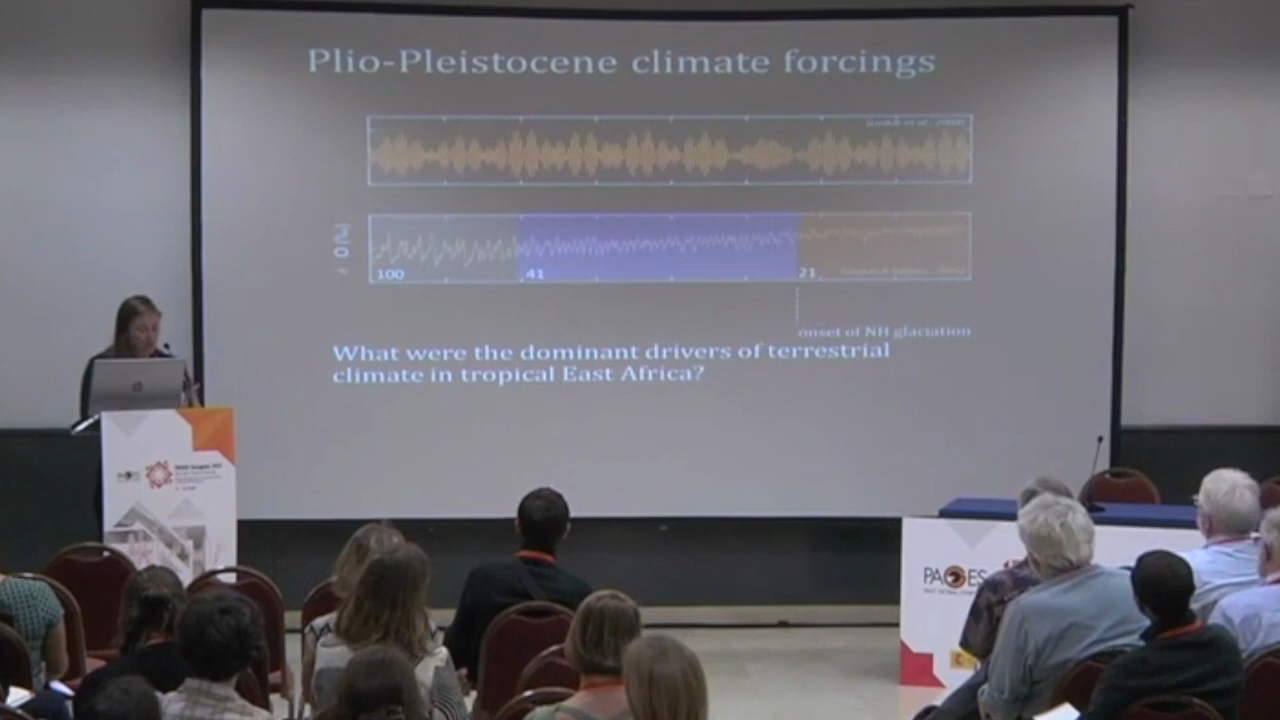 Plio-Pleistocene climate forcings
100
41
21
onset of NH glaciation
What were the dominant drivers of terrestrial
climate in tropical East Africa?
PAGES